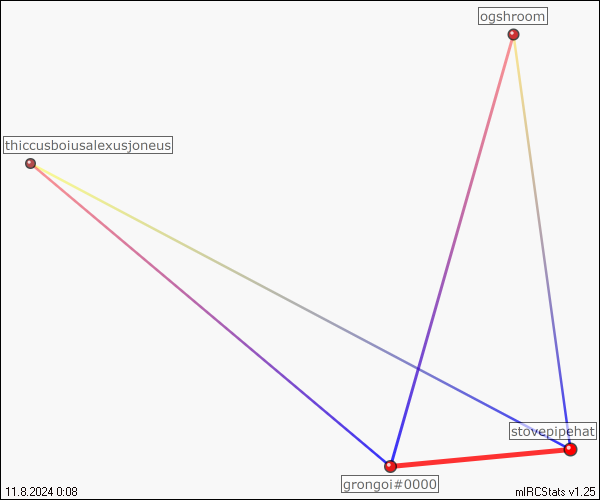 ogshroom
thiccusboiusalexusjoneus
stovepipehat
grongoi#0000
11.8.2024 0:08
mIRCStats v1.25